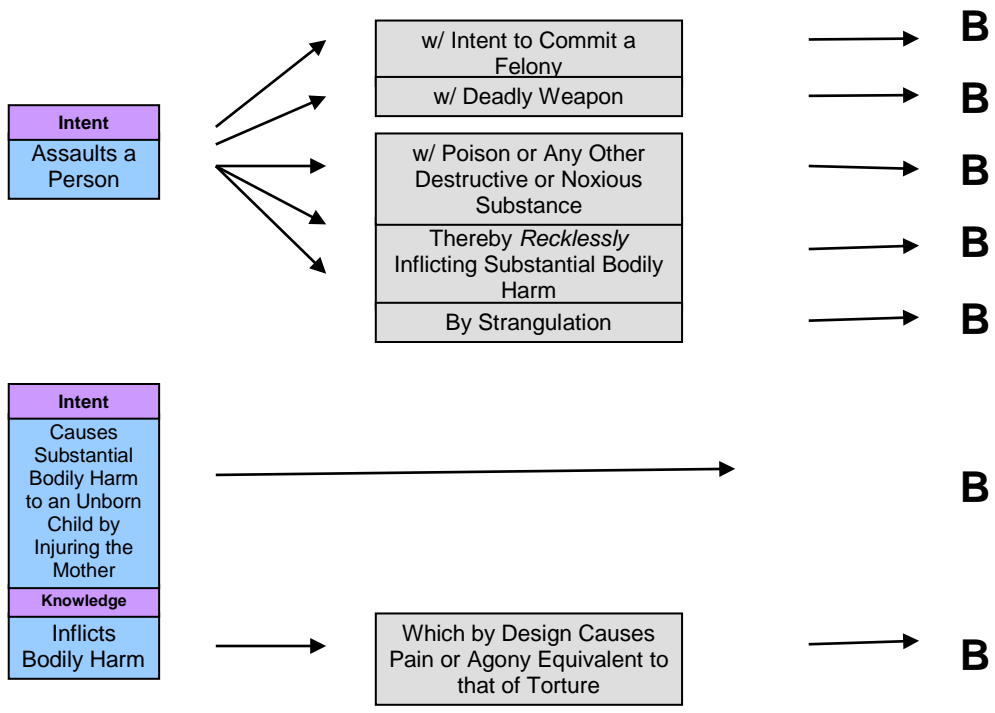 w/ Intent to Commit a
Felony
B
w/ Deadly Weapon
B
Intent
Assaults a
Person
w/ Poison or Any Other
Destructive or Noxious
Substance
B
Thereby Recklessly
Inflicting Substantial Bodily
Harm
B
By Strangulation
B
Intent
Causes
Substantial
Bodily Harm
to an Unborn
Child by
Injuring the
Mother
B
Knowledge
Inflicts
Bodily Harm
Which by Design Causes
Pain or Agony Equivalent to
that of Torture
B